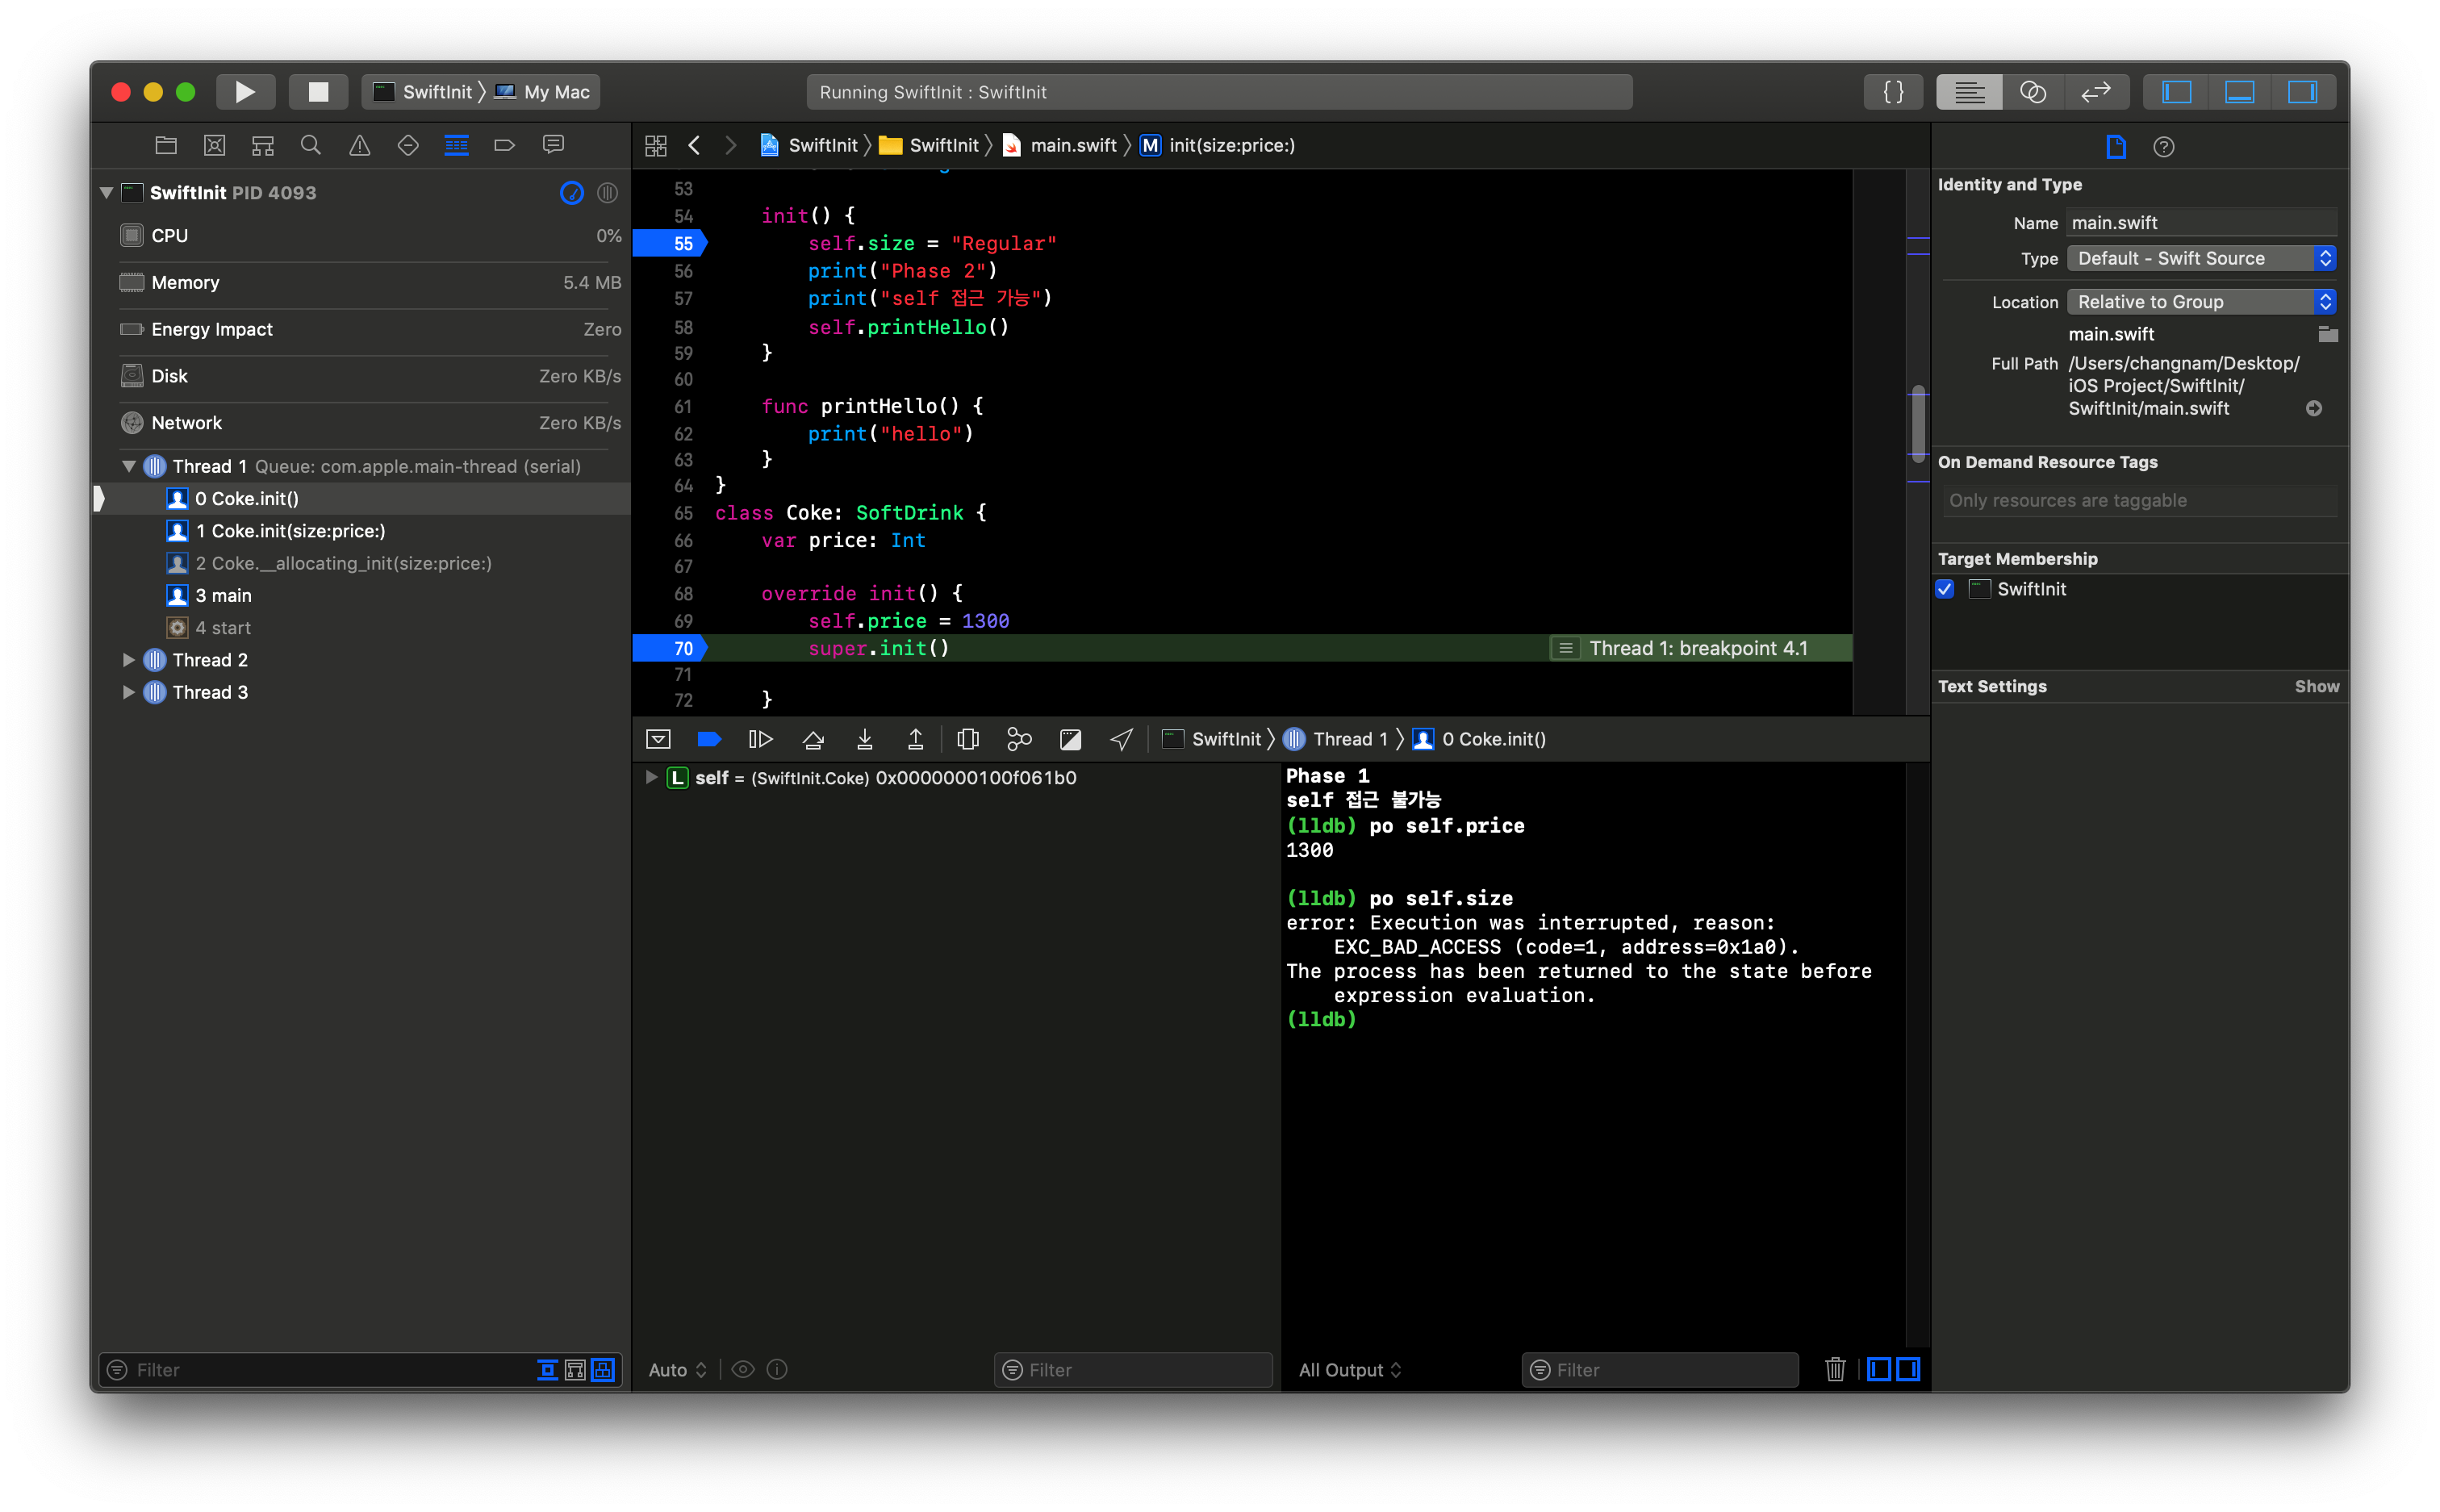 SwiftInit My Mac
Running SwiftInit : SwiftInit
{ }
SwiftInit PID 4093
CPU 0%
Memory 5.4 MB
Energy Impact Zero
Disk Zero KB/s
Network Zero KB/s
Thread 1 Queue: com.apple.main-thread (serial)
0 Coke.init()
1 Coke.init(size:price:)
2 Coke.__allocating_init(size:price:)
3 main
4 start
Thread 2
Thread 3
Filter
SwiftInit SwiftInit main.swift M init(size:price:)
53
54 init() {
55 self.size = "Regular"
56 print("Phase 2")
57 print("self 접근 가능")
58 self.printHello()
59 }
60
61 func printHello() {
62 print("hello")
63 }
64 }
65 class Coke: SoftDrink {
66 var price: Int
67
68 override init() {
69 self.price = 1300
70 super.init() Thread 1: breakpoint 4.1
71
72 }
SwiftInit Thread 1 0 Coke.init()
L self = (SwiftInit.Coke) 0x0000000100f061b0
Auto
Filter
Phase 1
self 접근 불가능
(lldb) po self.price
1300
(lldb) po self.size
error: Execution was interrupted, reason:
EXC_BAD_ACCESS (code=1, address=0x1a0).
The process has been returned to the state before
expression evaluation.
(lldb)
All Output
Filter
Identity and Type
Name main.swift
Type Default - Swift Source
Location Relative to Group
main.swift
Full Path /Users/changnam/Desktop/
iOS Project/SwiftInit/
SwiftInit/main.swift
On Demand Resource Tags
Only resources are taggable
Target Membership
SwiftInit
Text Settings Show